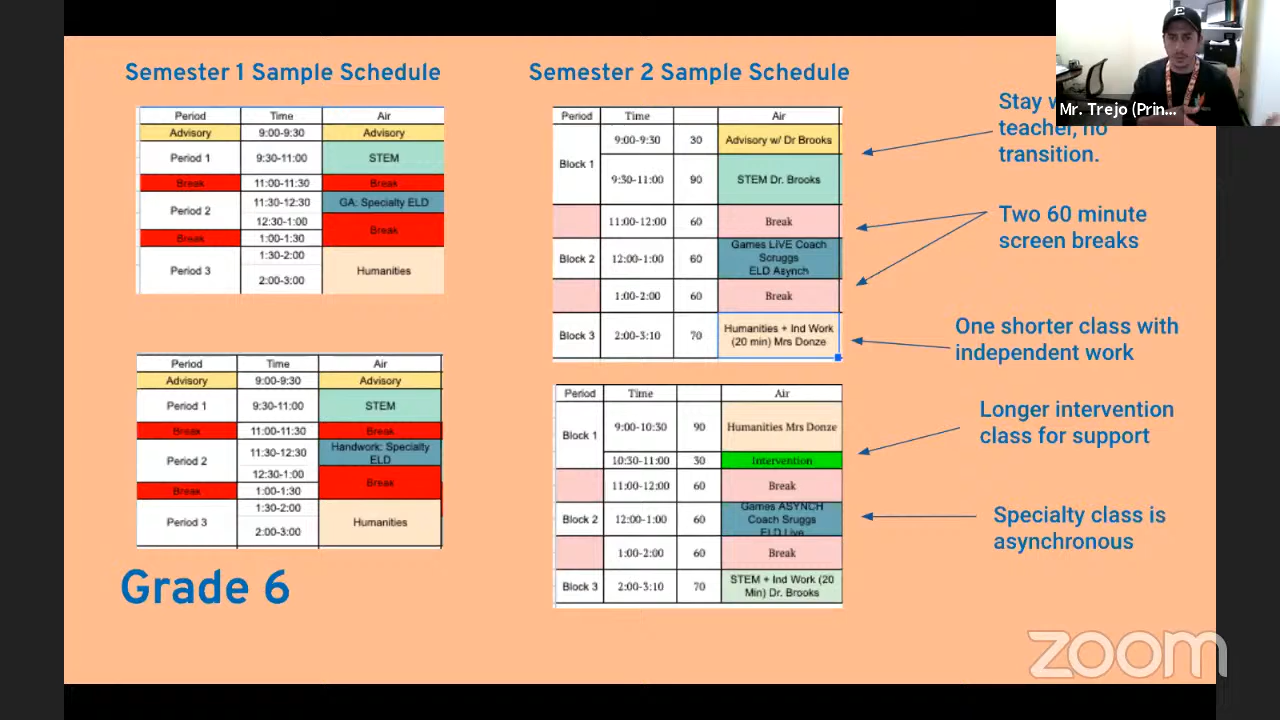 Semester 1 Sample Schedule
Period Time Air
Advisory 9:00-9:30 Advisory
Period 1 9:30-11:00 STEM
Break 11:00-11:30 Break
Period 2 11:30-12:30 GA: Specialty ELD
12:30-1:00 Break
Break 1:00-1:30
Period 3 1:30-2:00 Humanities
2:00-3:00
Period Time Air
Advisory 9:00-9:30 Advisory
Period 1 9:30-11:00 STEM
Break 11:00-11:30 Break
Period 2 11:30-12:30 Handwork: Specialty
ELD
12:30-1:00 Break
Break 1:00-1:30
Period 3 1:30-2:00 Humanities
2:00-3:00
Grade 6
Semester 2 Sample Schedule
Period Time Air
Block 1 9:00-9:30 30 Advisory w/ Dr Brooks
9:30-11:00 90 STEM Dr. Brooks
11:00-12:00 60 Break
Block 2 12:00-1:00 60 Games LIVE Coach
Scruggs
ELD Asynch
1:00-2:00 60 Break
Block 3 2:00-3:10 70 Humanities + Ind Work
(20 min) Mrs Donze
Period Time Air
Block 1 9:00-10:30 90 Humanities Mrs Donze
10:30-11:00 30 Intervention
11:00-12:00 60 Break
Block 2 12:00-1:00 60 Games ASYNCH
Coach Sruggs
ELD Live
1:00-2:00 60 Break
Block 3 2:00-3:10 70 STEM + Ind Work (20
Min) Dr. Brooks
Stay
teacher, no
transition.
Two 60 minute
screen breaks
One shorter class with
independent work
Longer intervention
class for support
Specialty class is
asynchronous
E
Mr. Trejo (Prin...
zoom